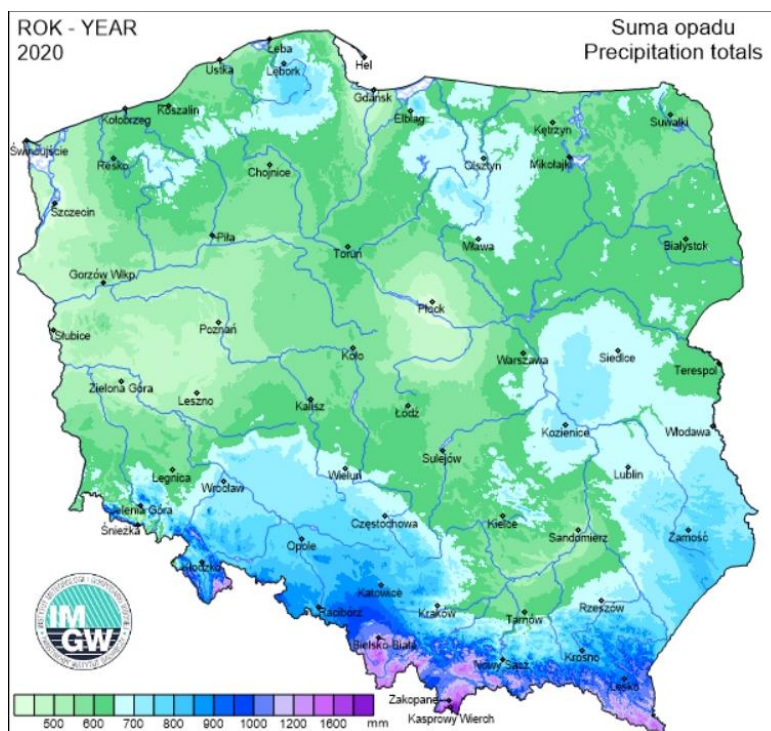 ROK - YEAR
2020
Suma opadu
Precipitation totals
Łeba
Hel
Ustka
Lębork
Gdańsk
Kołobrzeg
Koszalin
Elbląg
Kętrzyn
Suwałki
Świnoujście
Resko
Chojnice
Olsztyn
Mikołajki
Szczecin
Piła
Toruń
Mława
Białystok
Gorzów Wlkp.
Płock
Słubice
Poznań
Koło
Warszawa
Siedlce
Terespol
Zielona Góra
Leszno
Kalisz
Łódź
Kozienice
Włodawa
Sulejów
Legnica
Wrocław
Wieluń
Lublin
Jelenia Góra
Śnieżka
Częstochowa
Kielce
Sandomierz
Zamość
Opole
Kłodzko
Katowice
Racibórz
Kraków
Tarnów
Rzeszów
Bielsko-Biała
Nowy Sącz
Krosno
Lesko
Zakopane
Kasprowy Wierch
IM
GW
500 600 700 800 900 1000 1200 1600 mm